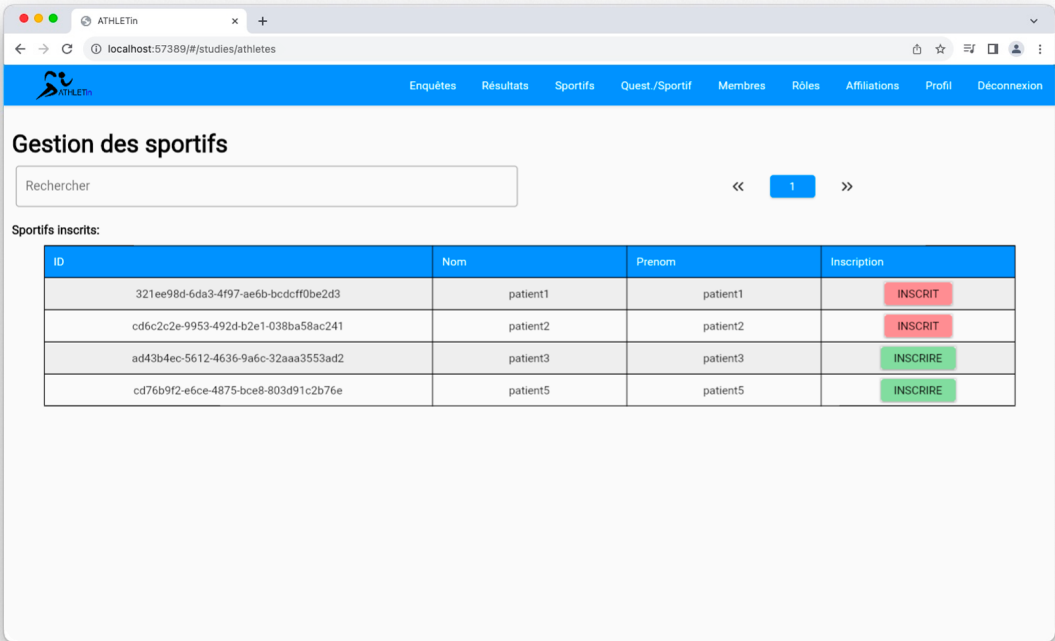 ATHLETin
localhost:57389/#/studies/athletes
ATHLETin Enquêtes Résultats Sportifs Quest./Sportif Membres Rôles Affiliations Profil Déconnexion
Gestion des sportifs
Rechercher
1
Sportifs inscrits:
ID Nom Prenom Inscription
321ee98d-6da3-4f97-ae6b-bcdcff0be2d3 patient1 patient1 INSCRIT
cd6c2c2e-9953-492d-b2e1-038ba58ac241 patient2 patient2 INSCRIT
ad43b4ec-5612-4636-9a6c-32aaa3553ad2 patient3 patient3 INSCRIRE
cd76b9f2-e6ce-4875-bce8-803d91c2b76e patient5 patient5 INSCRIRE